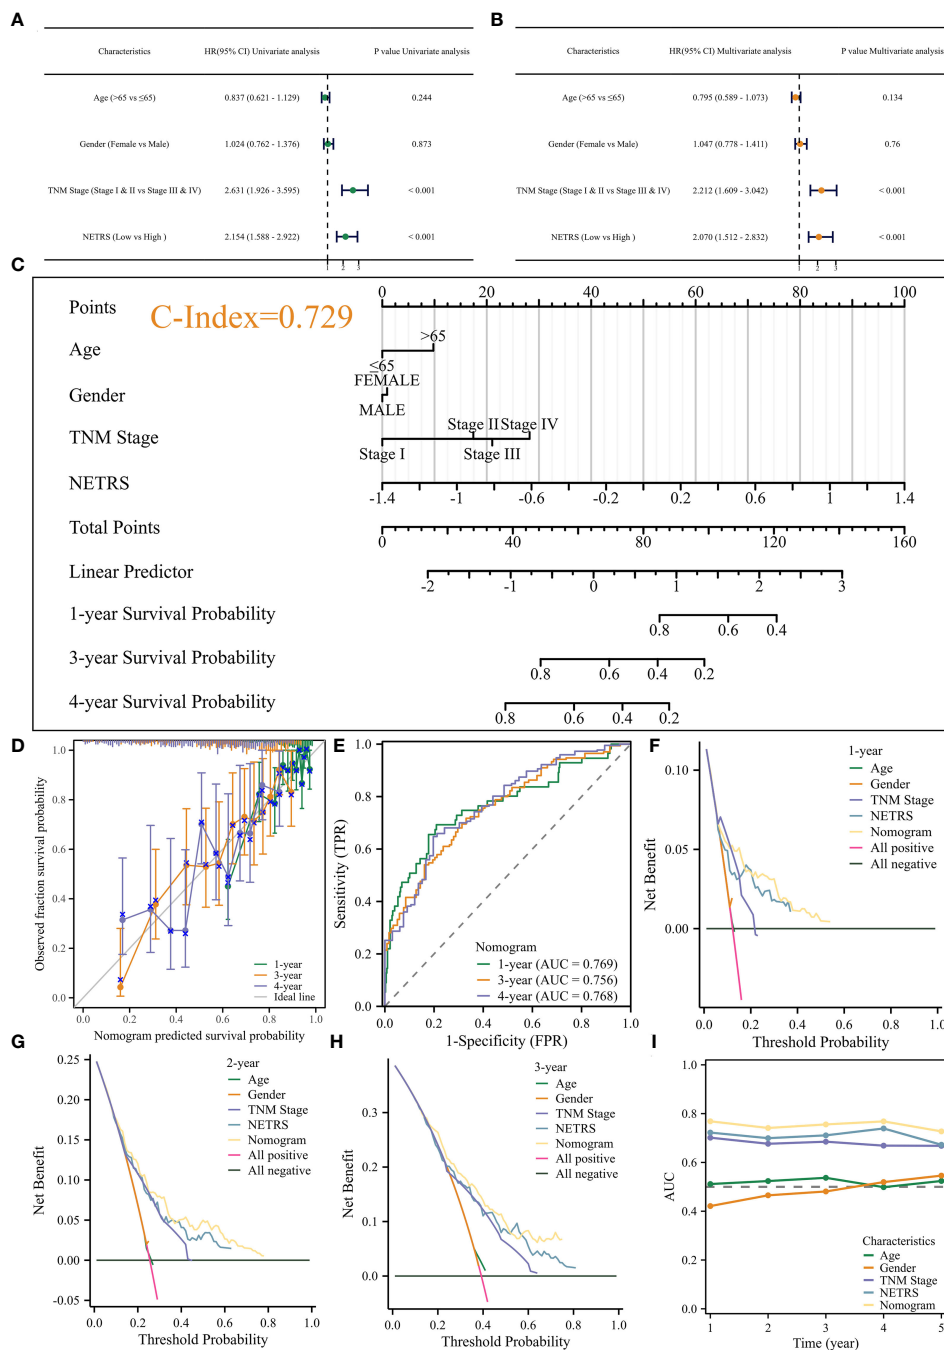 A
Characteristics HR(95% CI) Univariate analysis P value Univariate analysis
Age (>65 vs ≤65) 0.837 (0.621 - 1.129) 0.244
Gender (Female vs Male) 1.024 (0.762 - 1.376) 0.873
TNM Stage (Stage I & II vs Stage III & IV) 2.631 (1.926 - 3.595) < 0.001
NETRS (Low vs High ) 2.154 (1.588 - 2.922) < 0.001
1 2 3
B
Characteristics HR(95% CI) Multivariate analysis P value Multivariate analysis
Age (>65 vs ≤65) 0.795 (0.589 - 1.073) 0.134
Gender (Female vs Male) 1.047 (0.778 - 1.411) 0.76
TNM Stage (Stage I & II vs Stage III & IV) 2.212 (1.609 - 3.042) < 0.001
NETRS (Low vs High ) 2.070 (1.512 - 2.832) < 0.001
1 2 3
C
Points 0 20 40 60 80 100
C-Index=0.729
Age >65
≤65
FEMALE
Gender
MALE
Stage II Stage IV
TNM Stage
Stage I Stage III
NETRS
-1.4 -1 -0.6 -0.2 0.2 0.6 1 1.4
Total Points
0 40 80 120 160
Linear Predictor
-2 -1 0 1 2 3
1-year Survival Probability
0.8 0.6 0.4
3-year Survival Probability
0.8 0.6 0.4 0.2
4-year Survival Probability
0.8 0.6 0.4 0.2
D
Observed fraction survival probability
1.0
0.8
0.6
0.4
0.2
0.0
1-year
3-year
4-year
Ideal line
0.0 0.2 0.4 0.6 0.8 1.0
Nomogram predicted survival probability
E
Sensitivity (TPR)
1.0
0.8
0.6
0.4
0.2
0.0
Nomogram
1-year (AUC = 0.769)
3-year (AUC = 0.756)
4-year (AUC = 0.768)
0.0 0.2 0.4 0.6 0.8 1.0
1-Specificity (FPR)
F
Net Benefit
0.10
0.05
0.00
1-year
Age
Gender
TNM Stage
NETRS
Nomogram
All positive
All negative
0.0 0.2 0.4 0.6 0.8 1.0
Threshold Probability
G
Net Benefit
0.25
0.20
0.15
0.10
0.05
0.00
-0.05
2-year
Age
Gender
TNM Stage
NETRS
Nomogram
All positive
All negative
0.0 0.2 0.4 0.6 0.8 1.0
Threshold Probability
H
Net Benefit
0.3
0.2
0.1
0.0
3-year
Age
Gender
TNM Stage
NETRS
Nomogram
All positive
All negative
0.0 0.2 0.4 0.6 0.8 1.0
Threshold Probability
I
AUC
1.0
0.8
0.6
0.4
0.2
0.0
Characteristics
Age
Gender
TNM Stage
NETRS
Nomogram
1 2 3 4 5
Time (year)